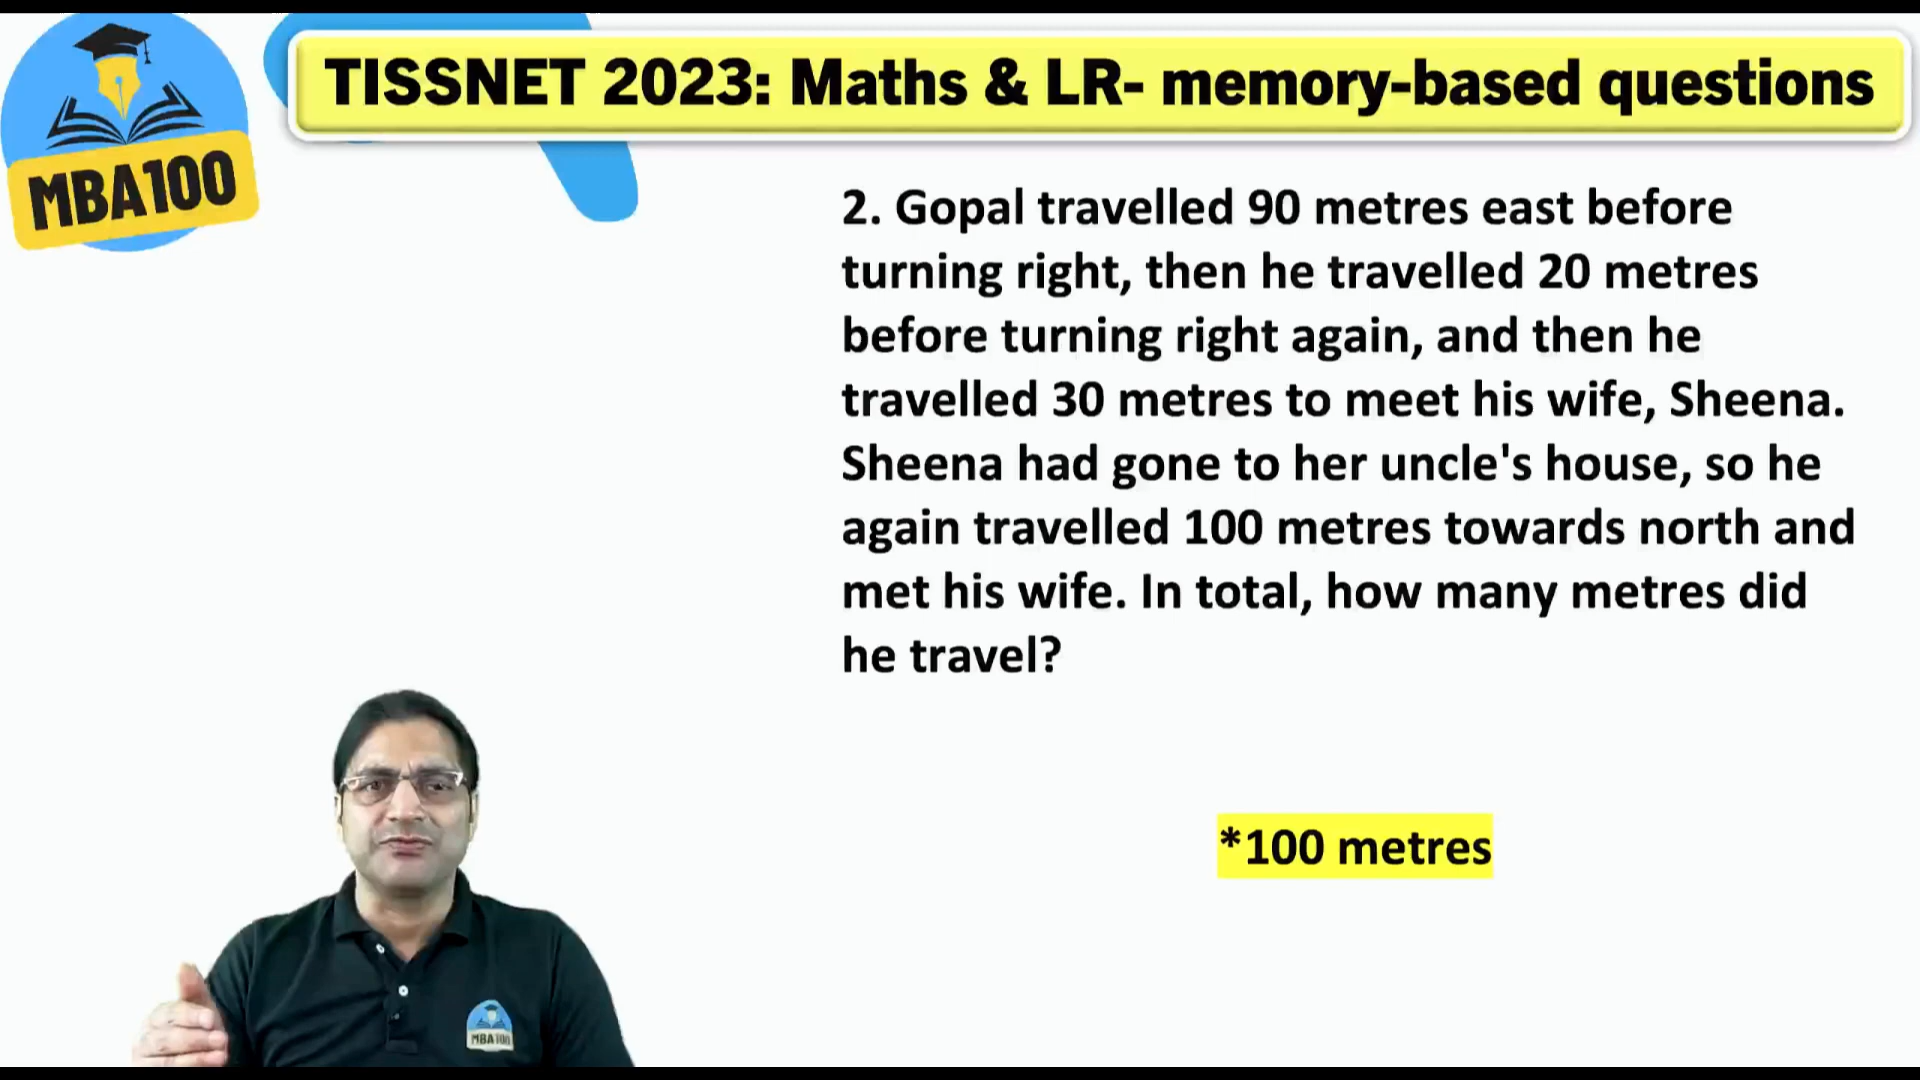 MBA100
TISSNET 2023: Maths & LR- memory-based questions
2. Gopal travelled 90 metres east before
turning right, then he travelled 20 metres
before turning right again, and then he
travelled 30 metres to meet his wife, Sheena.
Sheena had gone to her uncle's house, so he
again travelled 100 metres towards north and
met his wife. In total, how many metres did
he travel?
*100 metres
MBA100